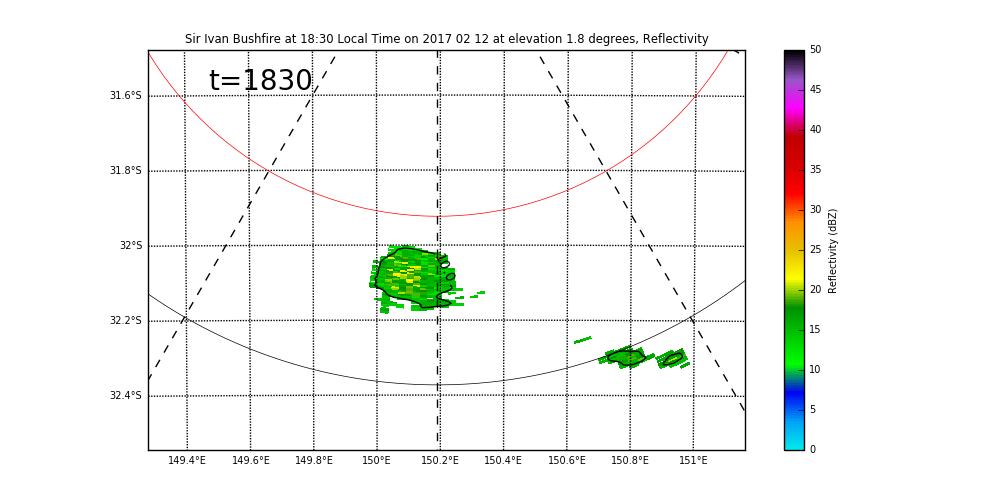 Sir Ivan Bushfire at 18:30 Local Time on 2017 02 12 at elevation 1.8 degrees, Reflectivity
t=1830
31.6°S
31.8°S
32°S
32.2°S
32.4°S
149.4°E 149.6°E 149.8°E 150°E 150.2°E 150.4°E 150.6°E 150.8°E 151°E
50
45
40
35
30
25
20
15
10
5
0
Reflectivity (dBZ)